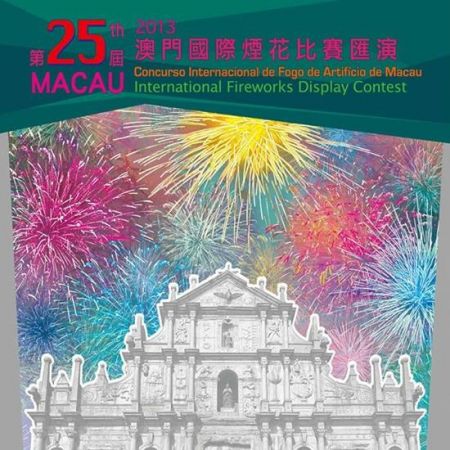 第25th屆
MACAU
2013
澳門國際煙花比賽匯演
Concurso Internacional de Fogo de Artifício de Macau
International Fireworks Display Contest